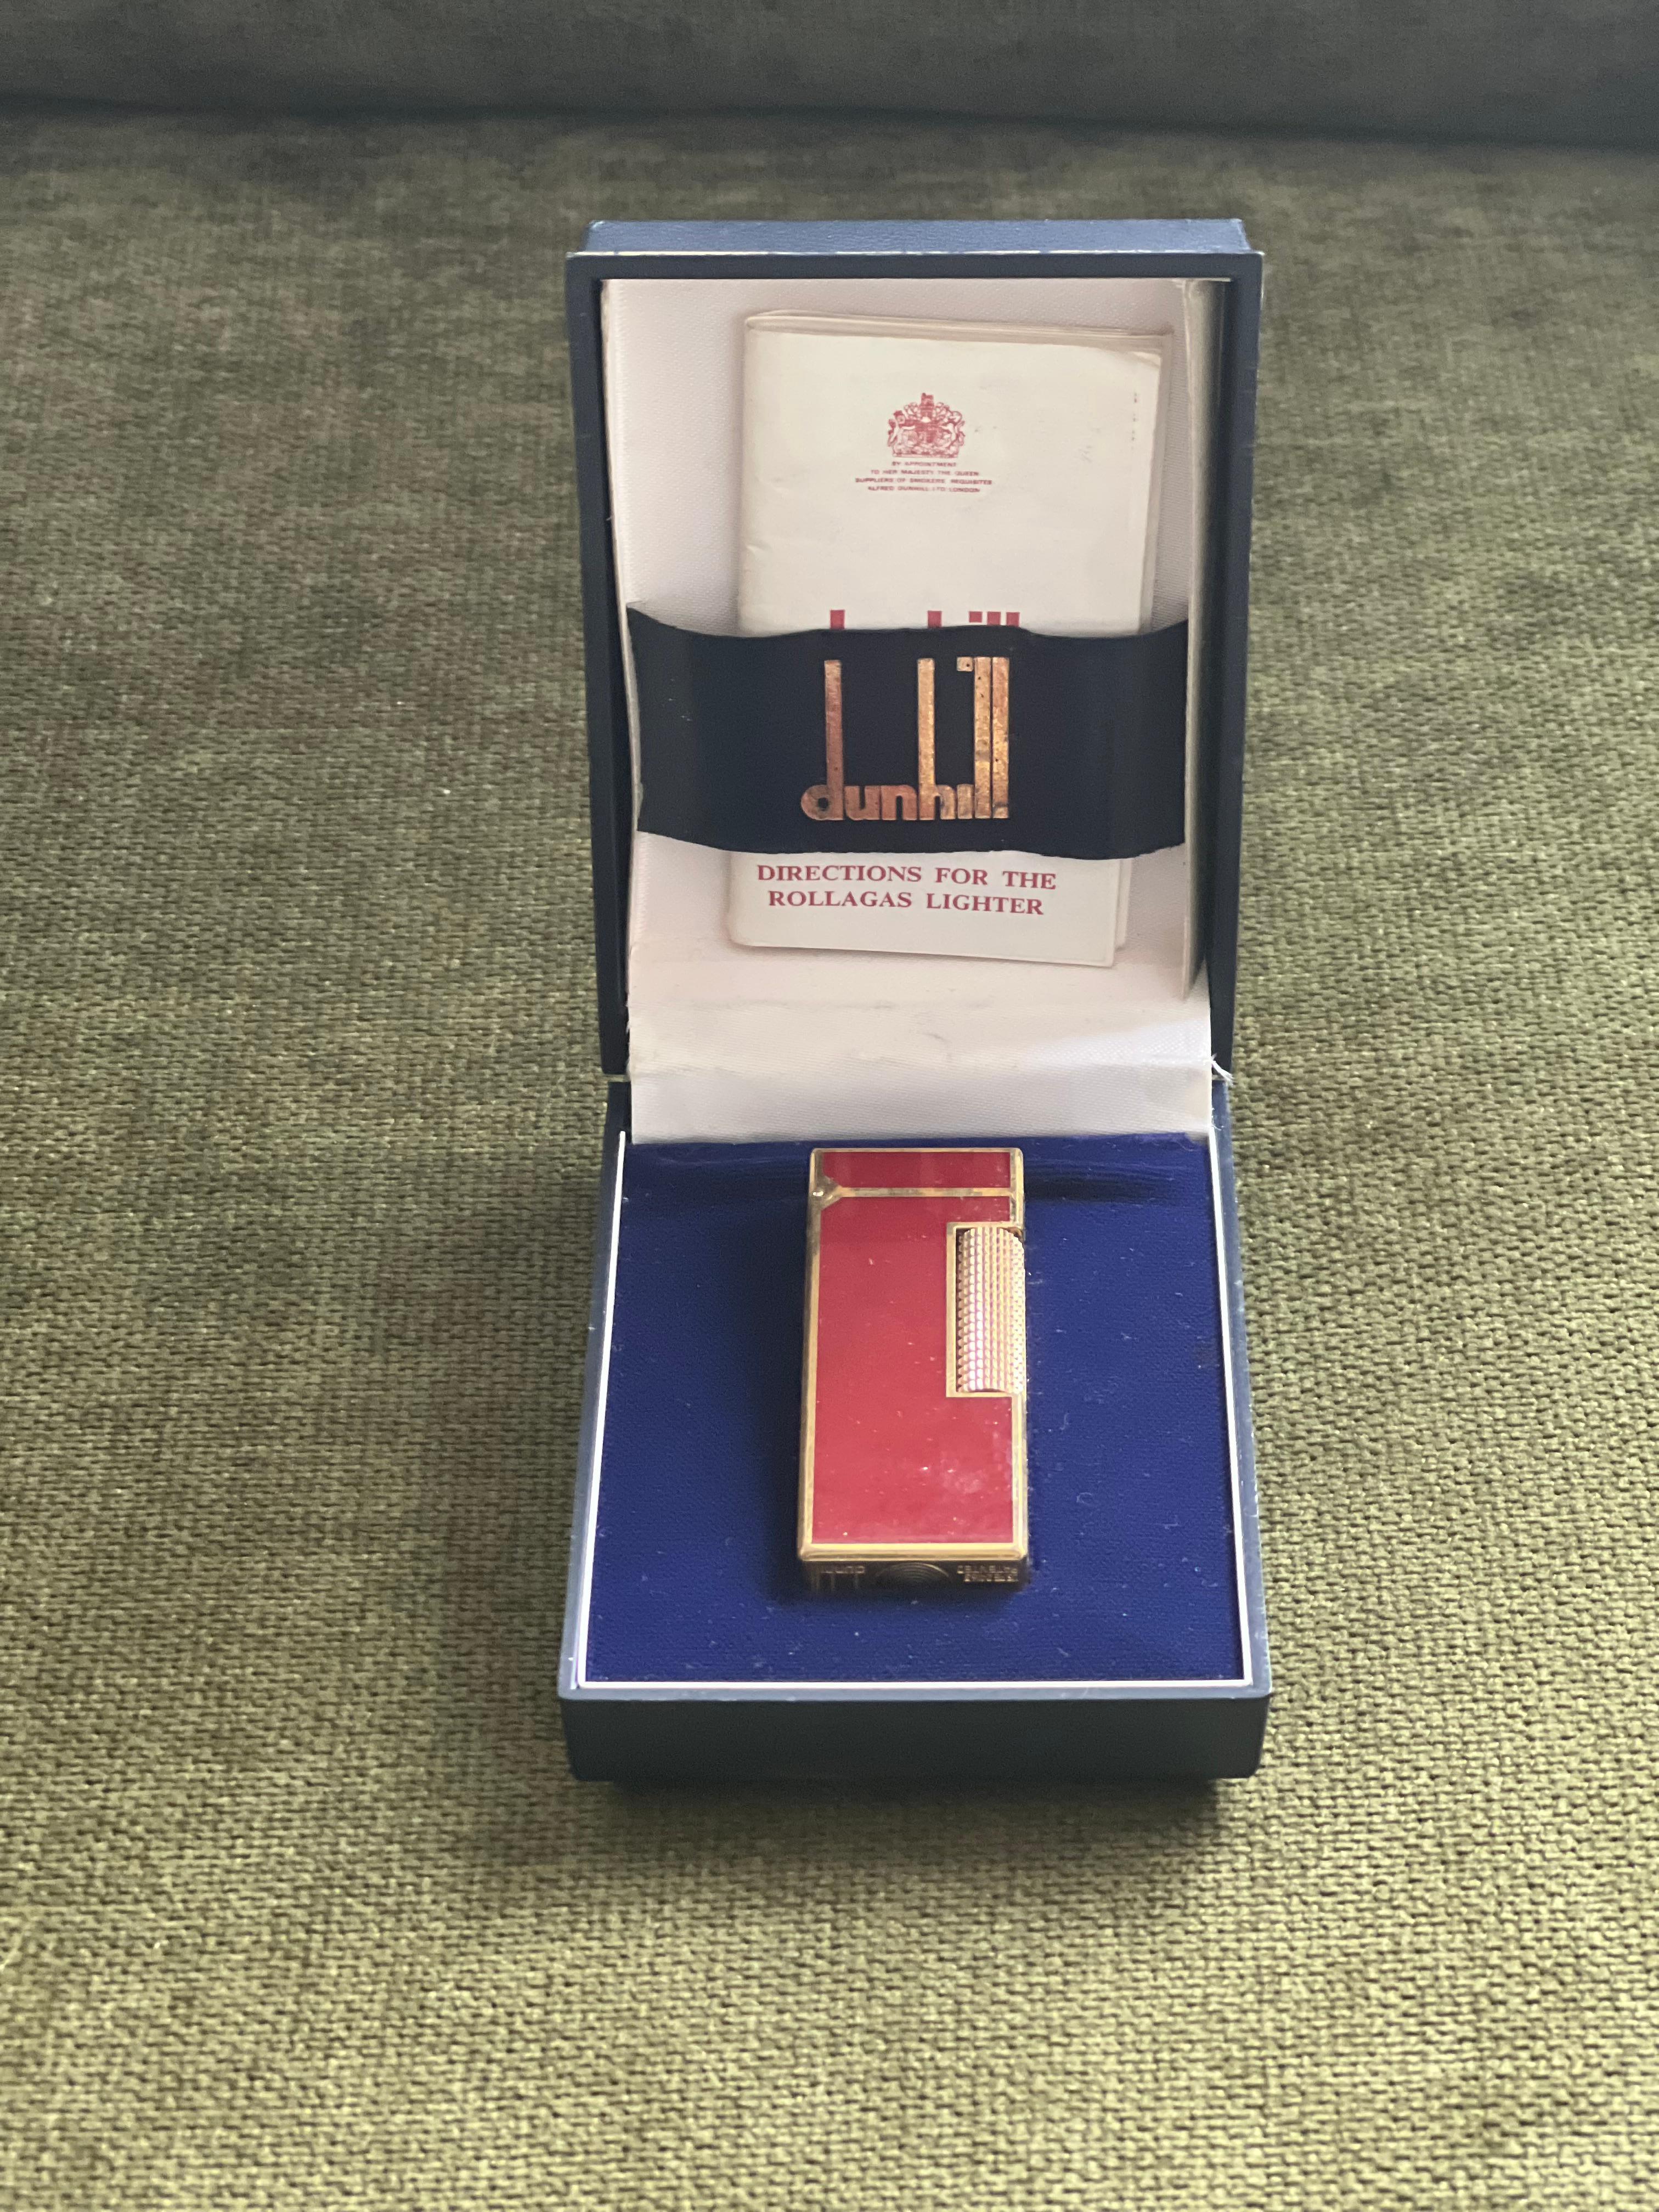 BY APPOINTMENT
TO HER MAJESTY THE QUEEN
SUPPLIERS OF SMOKERS' REQUISITES
ALFRED DUNHILL LTD LONDON
dunhill
dunhill
DIRECTIONS FOR THE
ROLLAGAS LIGHTER